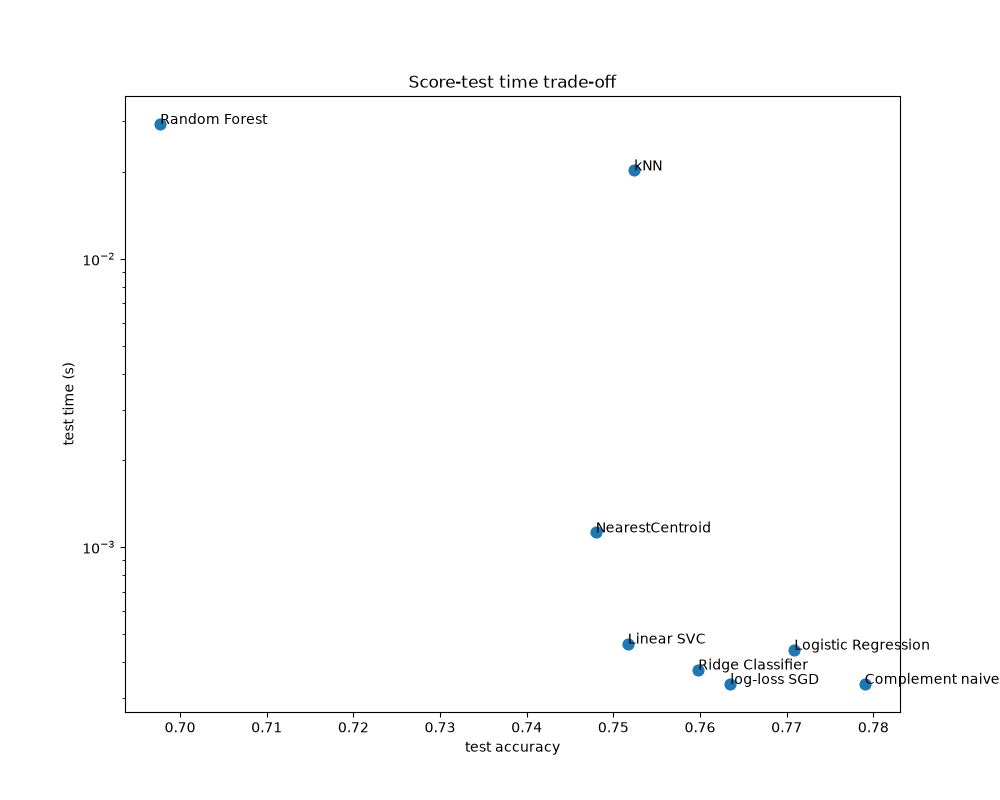 Score-test time trade-off
Random Forest
kNN
10⁻²
test time (s)
NearestCentroid
10⁻³
Linear SVC
Logistic Regression
Ridge Classifier
log-loss SGD
Complement naive
0.70 0.71 0.72 0.73 0.74 0.75 0.76 0.77 0.78
test accuracy